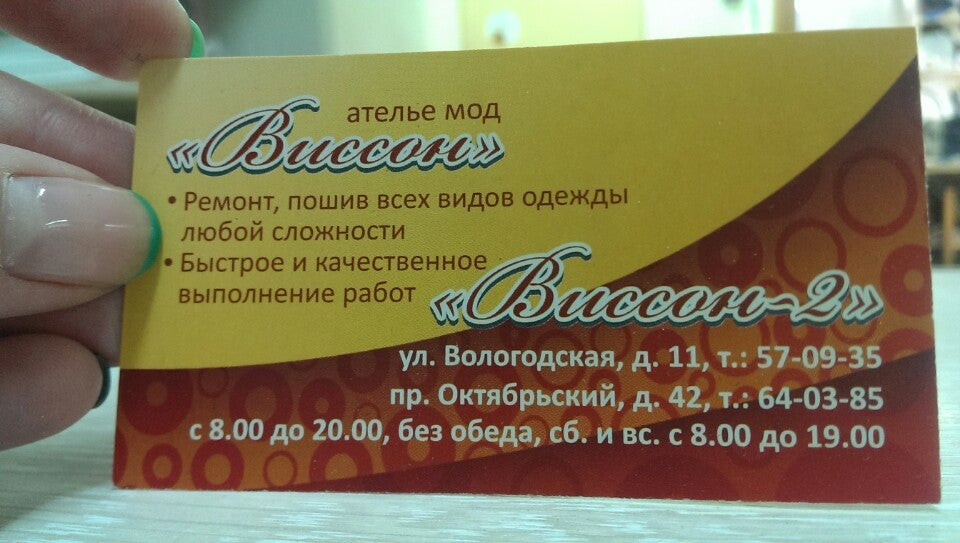 ателье мод
«Виссон»
• Ремонт, пошив всех видов одежды
любой сложности
• Быстрое и качественное
выполнение работ
«Виссон-2»
ул. Вологодская, д. 11, т.: 57-09-35
пр. Октябрьский, д. 42, т.: 64-03-85
с 8.00 до 20.00, без обеда, сб. и вс. с 8.00 до 19.00